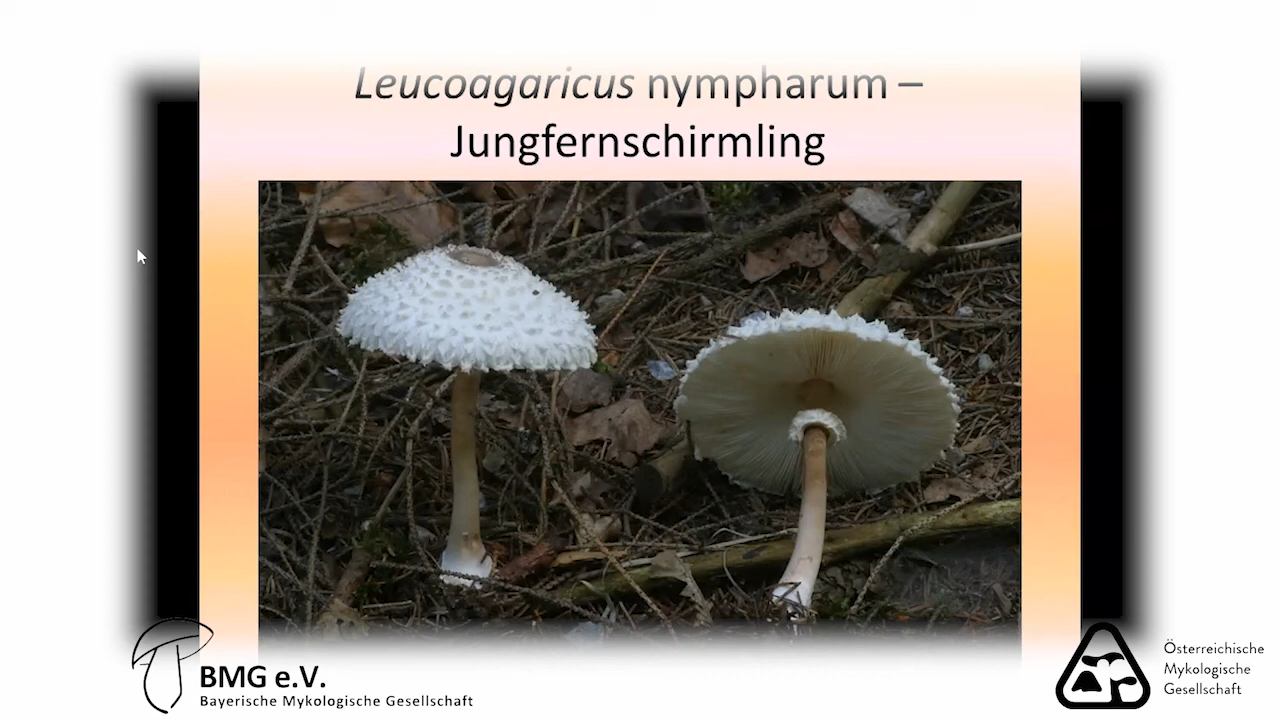 Leucoagaricus nympharum –
Jungfernschirmling
BMG e.V.
Bayerische Mykologische Gesellschaft
Österreichische
Mykologische
Gesellschaft